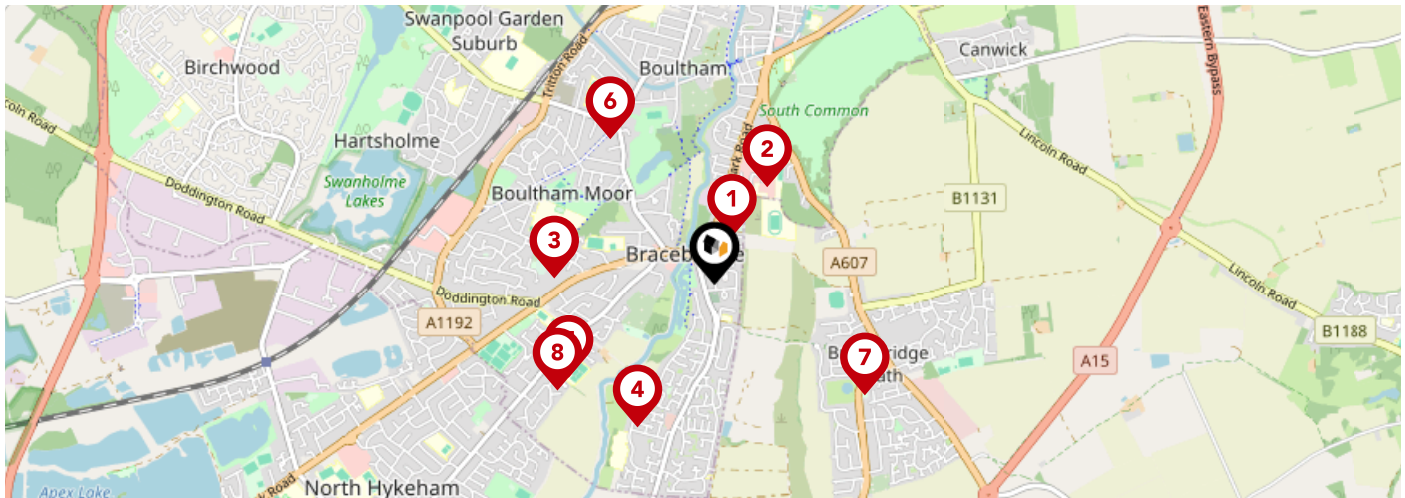 Swanpool Garden
Suburb
Eastern Bypass
Canwick
Birchwood
Tritton Road
Boultham
6
South Common
Lincoln Road
Hartsholme
2
Lincoln Road
Swanholme
Lakes
Doddington Road
Boultham Moor
1
B1131
3
A607
Lincoln Road
Doddington Road
A1192
B1188
8
7
A15
4
North Hykeham
Apex Lake